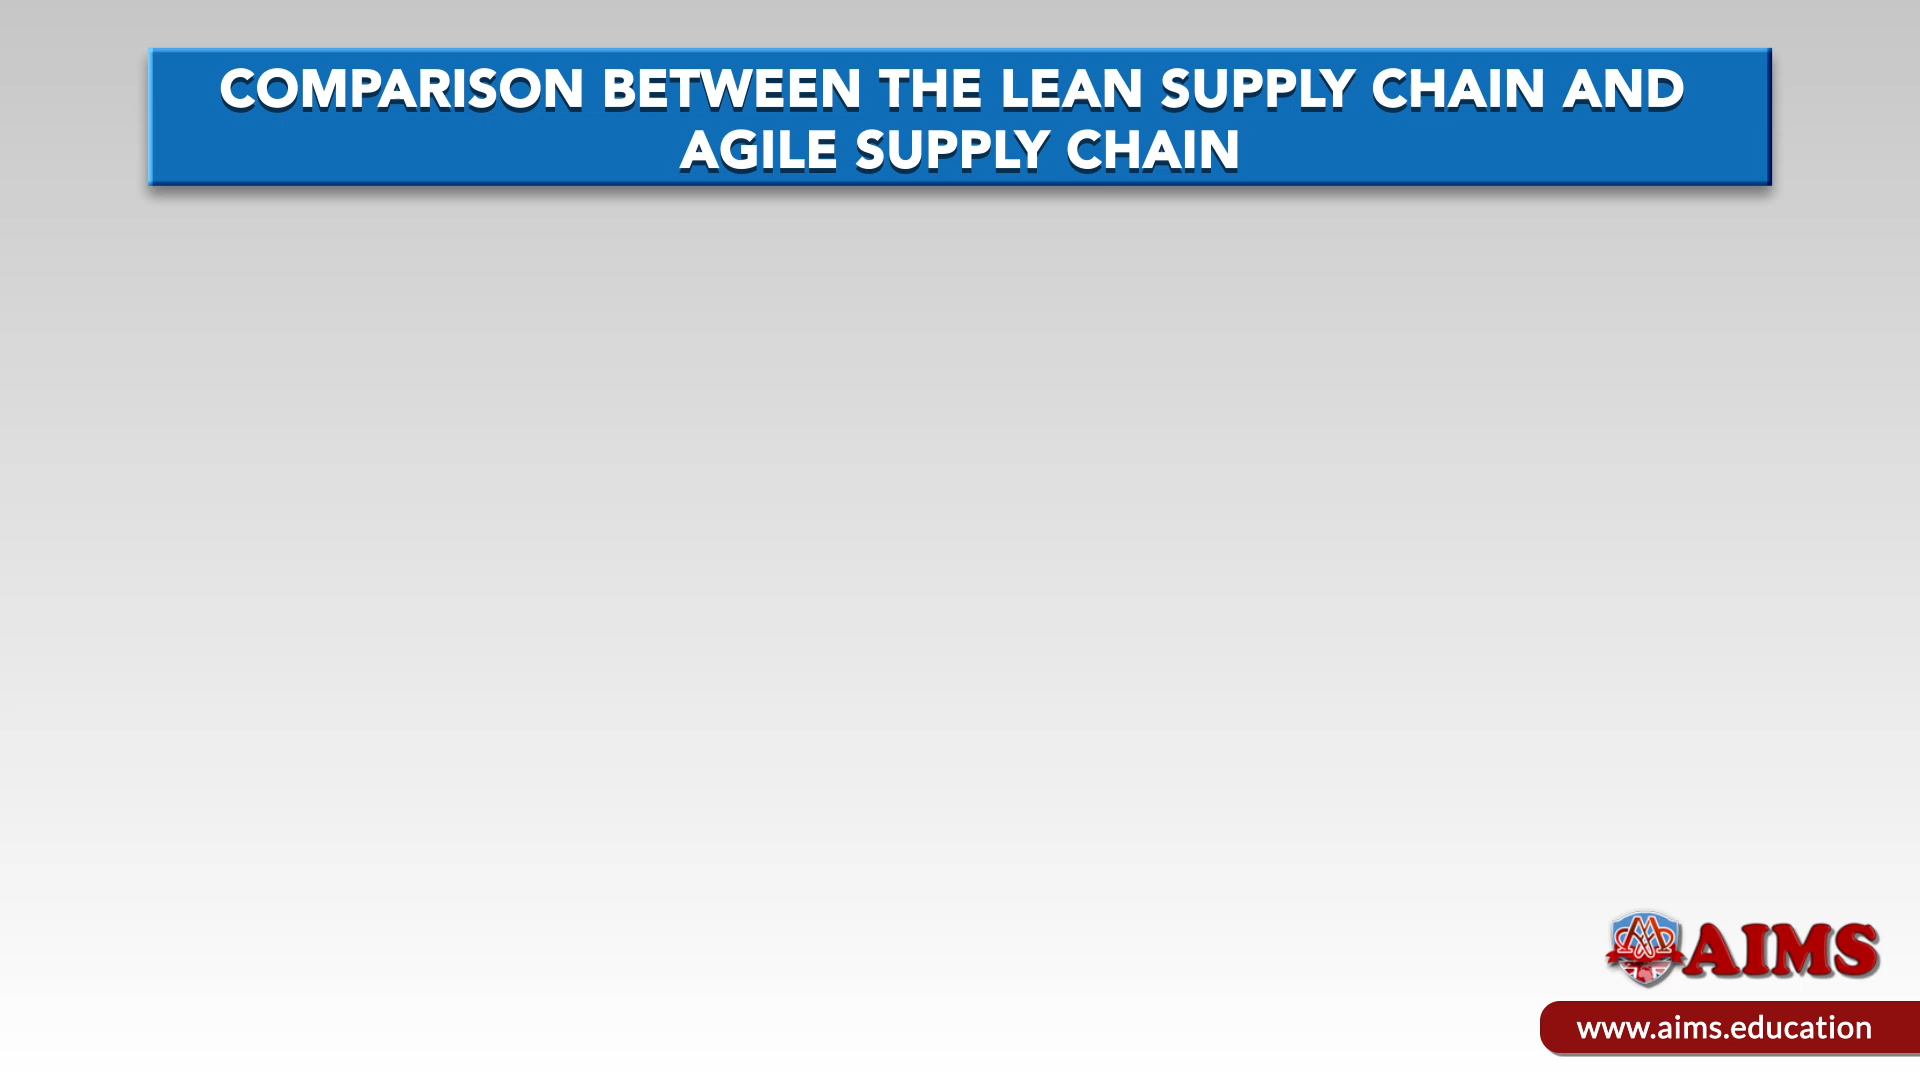 COMPARISON BETWEEN THE LEAN SUPPLY CHAIN AND
AGILE SUPPLY CHAIN
AIMS
www.aims.education